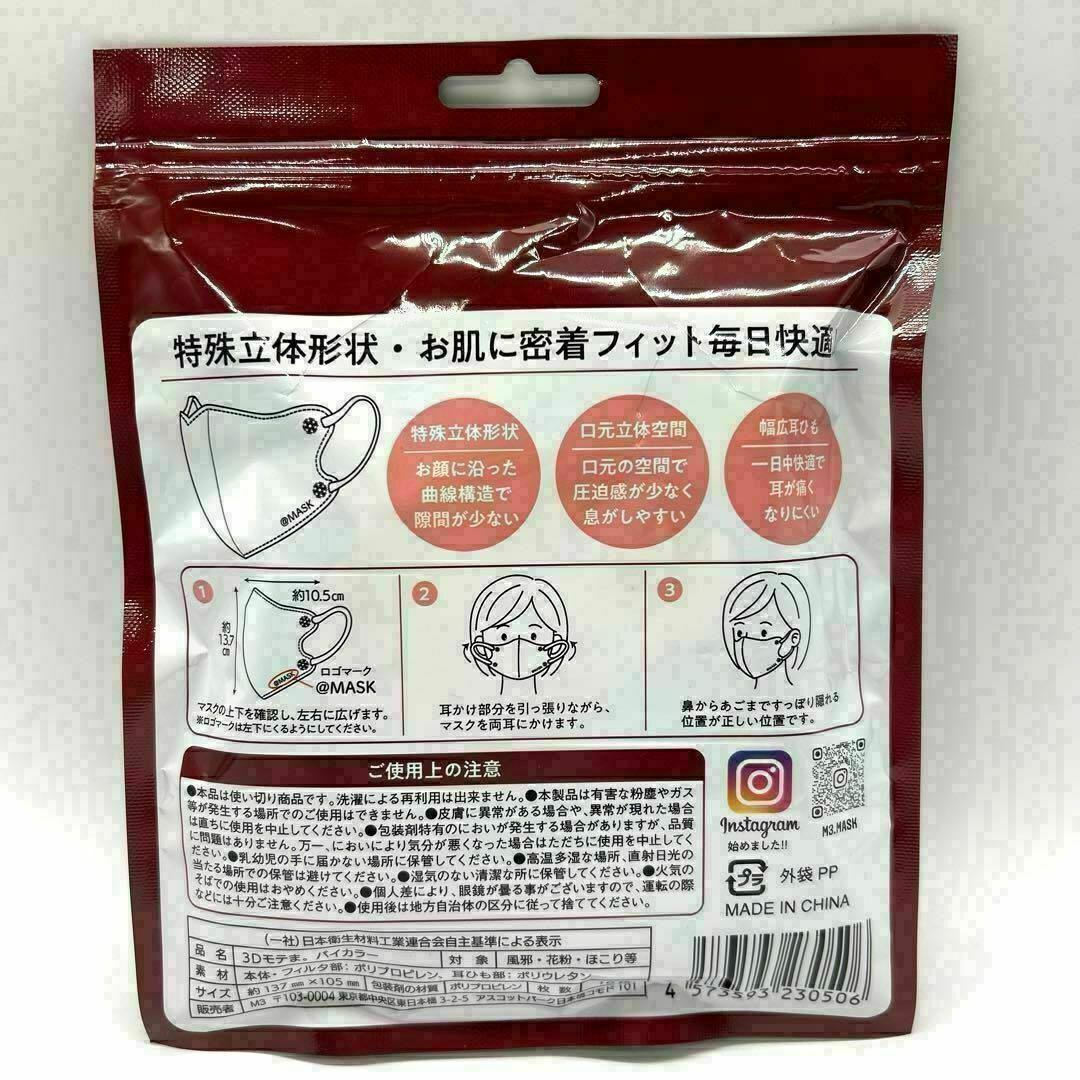 特殊立体形状・お肌に密着フィット毎日快適
@MASK
特殊立体形状
お顔に沿った
曲線構造で
隙間が少ない
口元立体空間
口元の空間で
圧迫感が少なく
息がしやすい
幅広耳ひも
一日中快適で
耳が痛く
なりにくい
1
約10.5cm
約
13.7
cm
@MASK
ロゴマーク
@MASK
マスクの上下を確認し、左右に広げます。
※ロゴマークは左下にくるようにしてください。
2
耳かけ部分を引っ張りながら、
マスクを両耳にかけます。
3
鼻からあごまですっぽり隠れる
位置が正しい位置です。
ご使用上の注意
●本品は使い切り商品です。洗濯による再利用は出来ません。●本製品は有害な粉塵やガス
等が発生する場所でのご使用はできません。●皮膚に異常がある場合や、異常が現れた場合
は直ちに使用を中止してください。●包装剤特有のにおいが発生する場合がありますが、品質
に問題はありません。万一、においにより気分が悪くなった場合はただちに使用を中止してく
ださい。●乳幼児の手に届かない場所に保管してください。●高温多湿な場所、直射日光の
当たる場所での保管は避けてください。●湿気のない清潔な所に保管してください。●火気の
そばでの使用はおやめください。●個人差により、眼鏡が曇る事がございますので、運転の際
などには十分ご注意ください。●使用後は地方自治体の区分に従って捨ててください。
Instagram
始めました!!
M3.MASK
プラ
外袋 PP
MADE IN CHINA
(一社)日本衛生材料工業連合会自主基準による表示
品名 3Dモテま。バイカラー 対象 風邪・花粉・ほこり等
素材 本体・フィルタ部:ポリプロピレン、耳ひも部:ポリウレタン
サイズ 約137mm×105mm 包装剤の材質 ポリプロピレン 枚数
販売者 M3 〒103-0004 東京都中央区東日本橋3-2-5 アスコットパーク日本橋
4 573593 230506